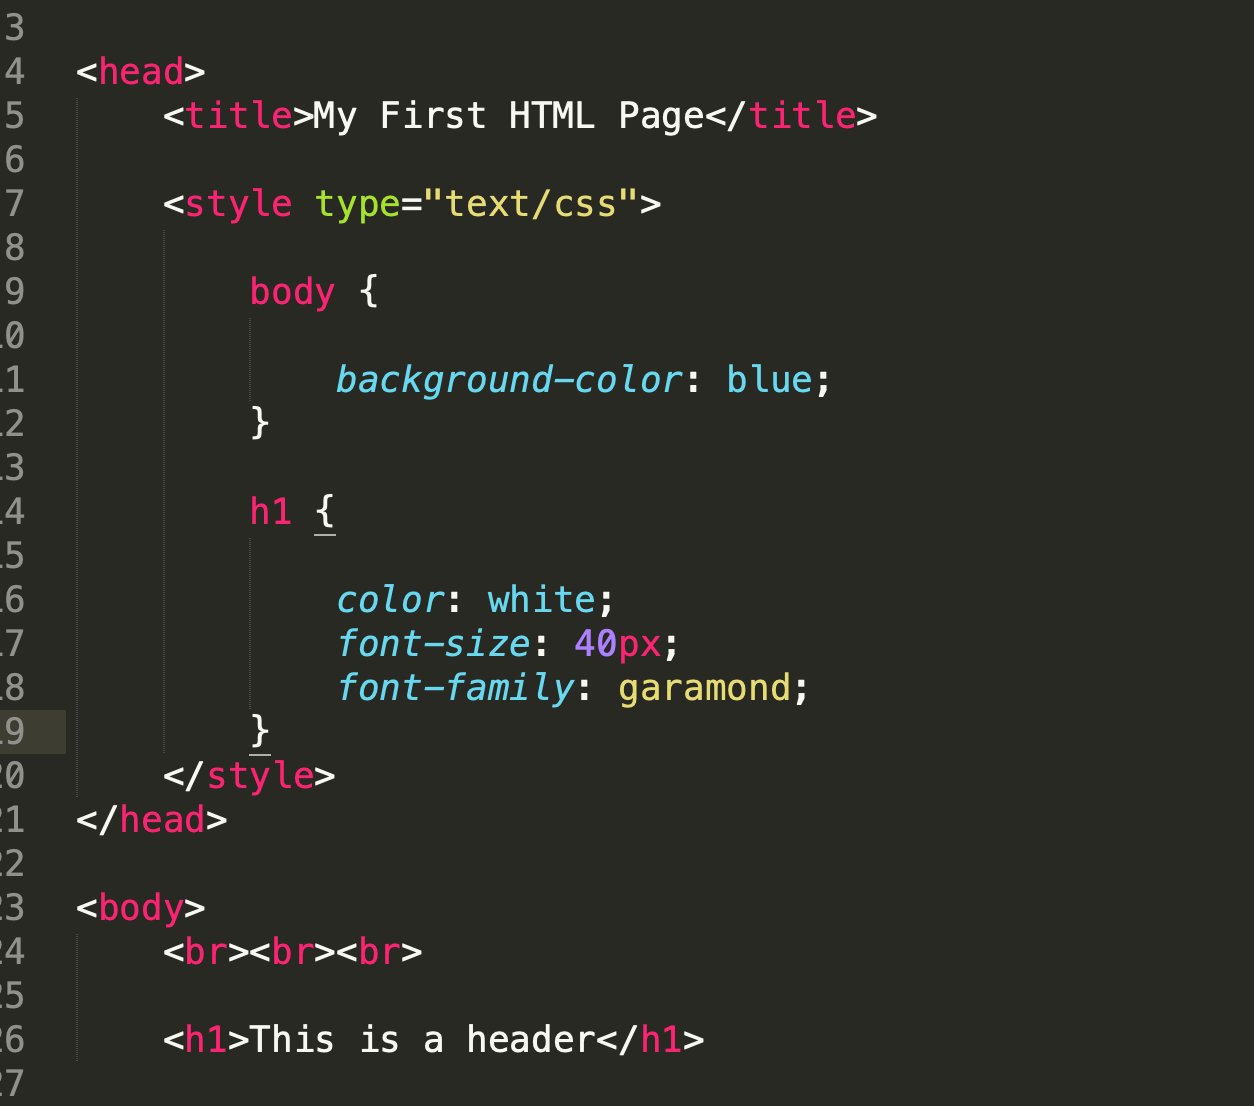 3
4 <head>
5 <title>My First HTML Page</title>
6
7 <style type="text/css">
8
9 body {
10
11 background-color: blue;
12 }
13
14 h1 {
15
16 color: white;
17 font-size: 40px;
18 font-family: garamond;
19 }
20 </style>
21 </head>
22
23 <body>
24 <br><br><br>
25
26 <h1>This is a header</h1>
27